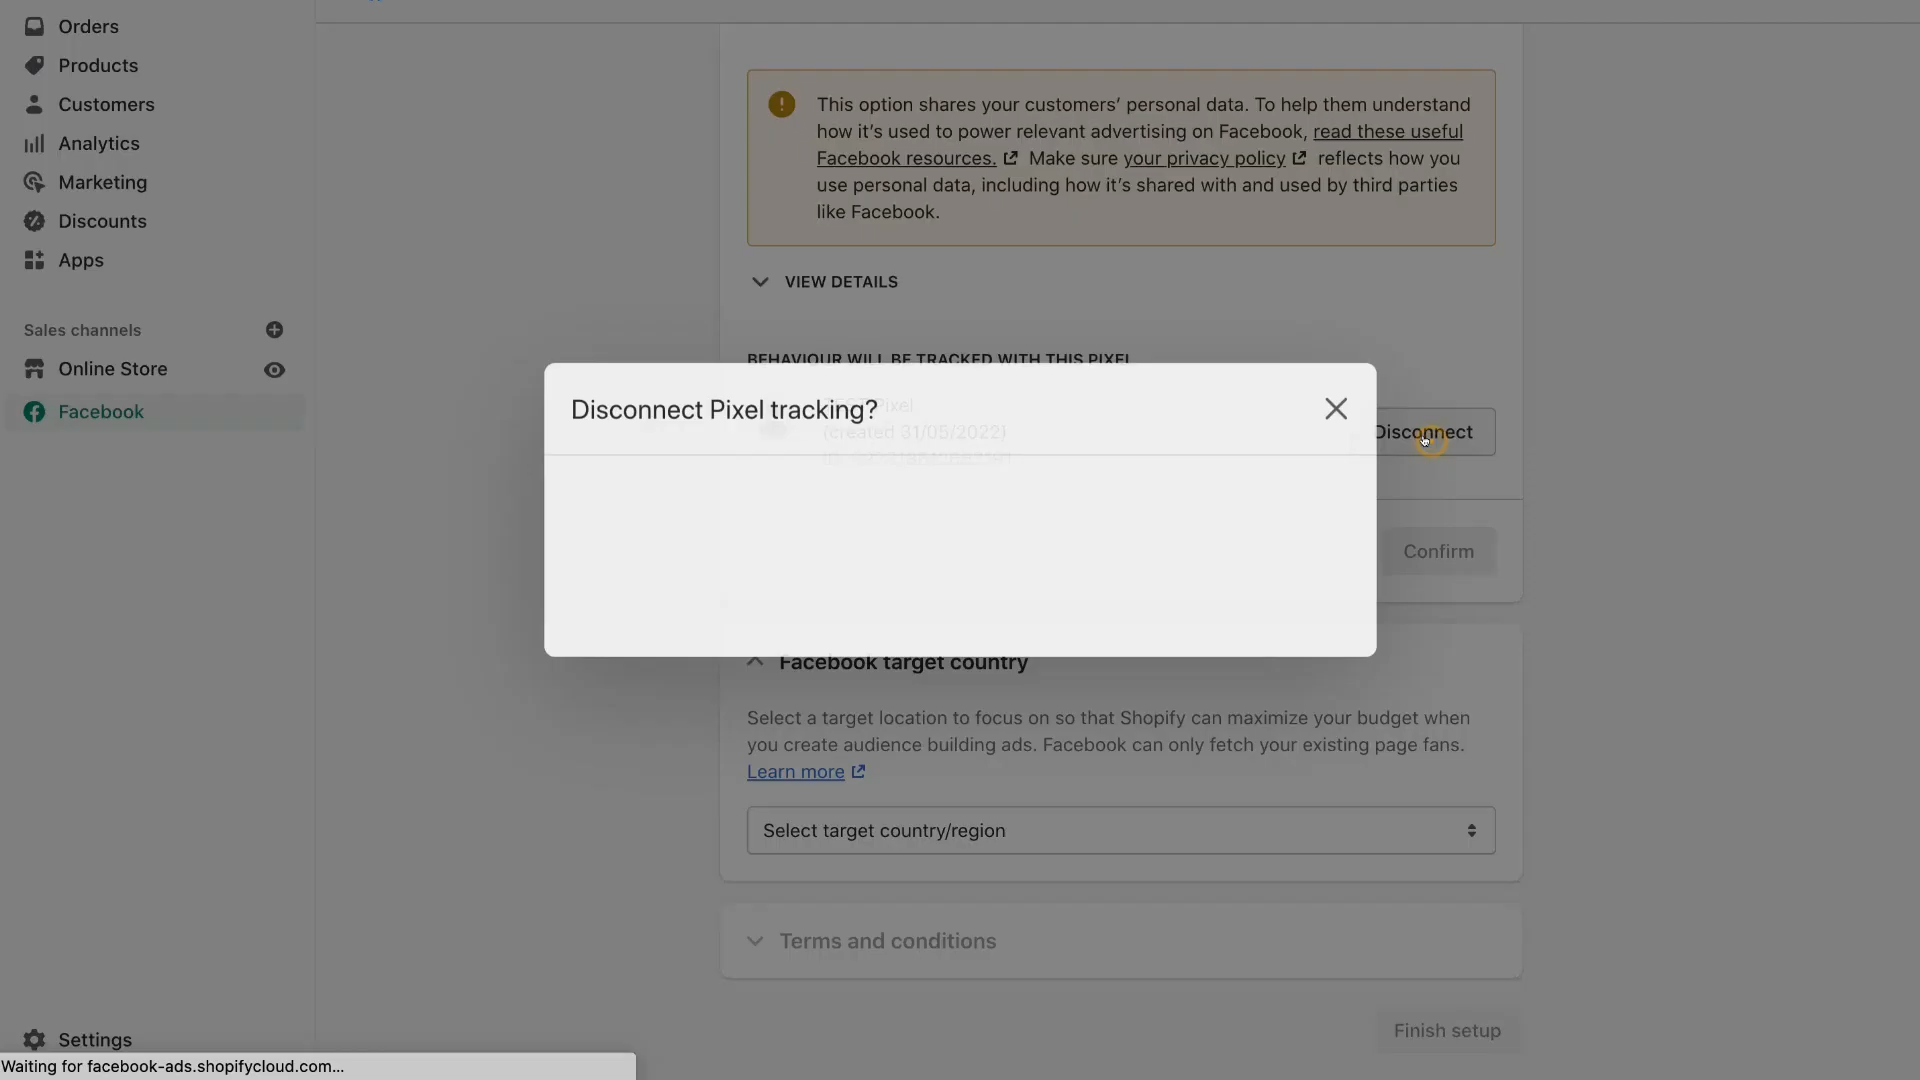 Orders
Products
Customers
Analytics
Marketing
Discounts
Apps
Sales channels
Online Store
Facebook
Settings
Waiting for facebook-ads.shopifycloud.com...
This option shares your customers’ personal data. To help them understand
how it’s used to power relevant advertising on Facebook, read these useful
Facebook resources. Make sure your privacy policy reflects how you
use personal data, including how it’s shared with and used by third parties
like Facebook.
VIEW DETAILS
BEHAVIOUR WILL BE TRACKED WITH THIS PIXEL
Disconnect Pixel tracking?
Pixel
(created 31/05/2022)
Disconnect
Confirm
Facebook target country
Select a target location to focus on so that Shopify can maximize your budget when
you create audience building ads. Facebook can only fetch your existing page fans.
Learn more
Select target country/region
Terms and conditions
Finish setup